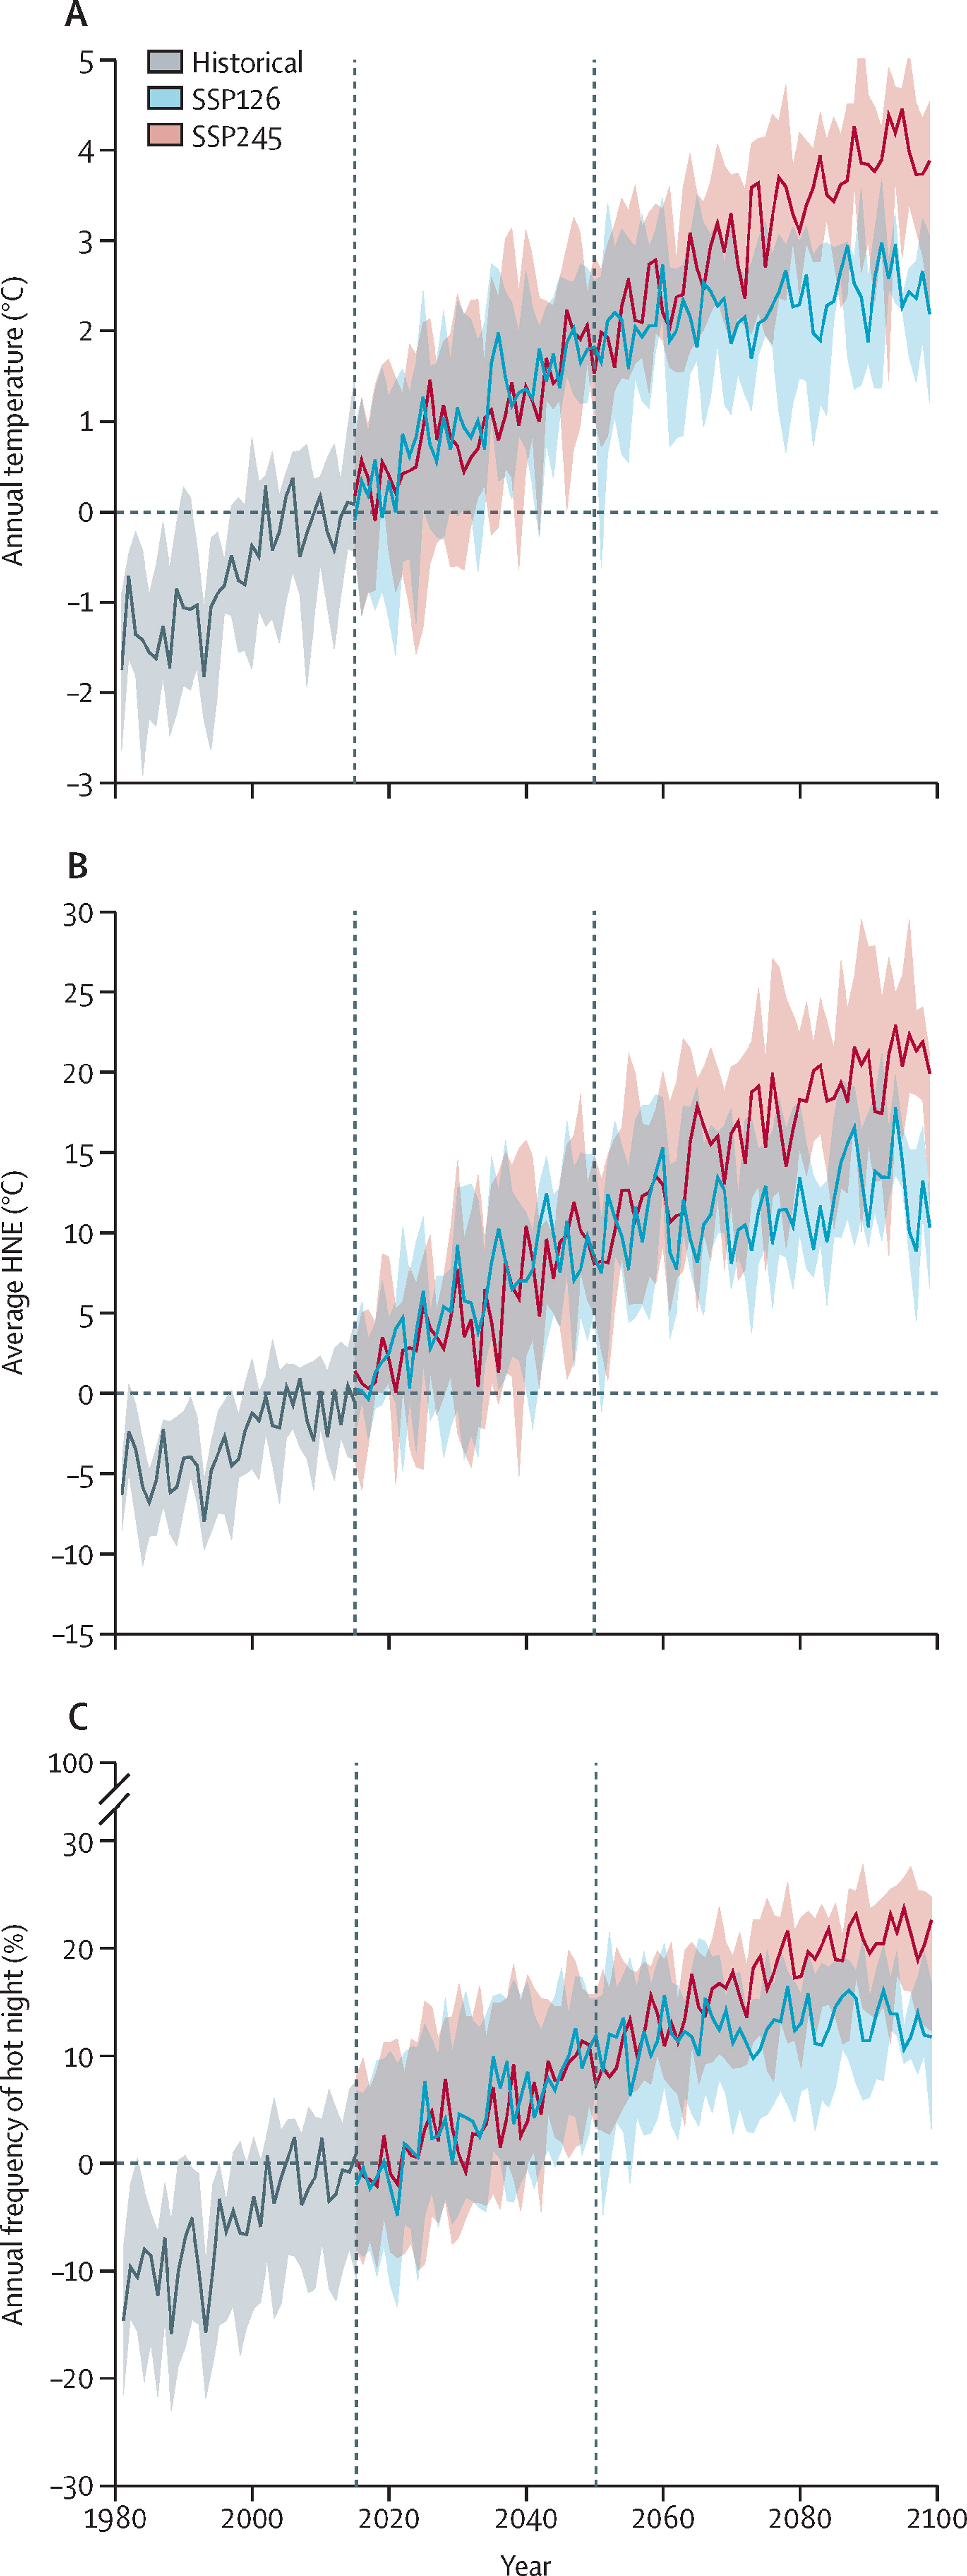 A
Historical
SSP126
SSP245
Annual temperature (°C)
5
4
3
2
1
0
–1
–2
–3
B
Average HNE (°C)
30
25
20
15
10
5
0
–5
–10
–15
C
Annual frequency of hot night (%)
100
30
20
10
0
–10
–20
–30
1980 2000 2020 2040 2060 2080 2100
Year